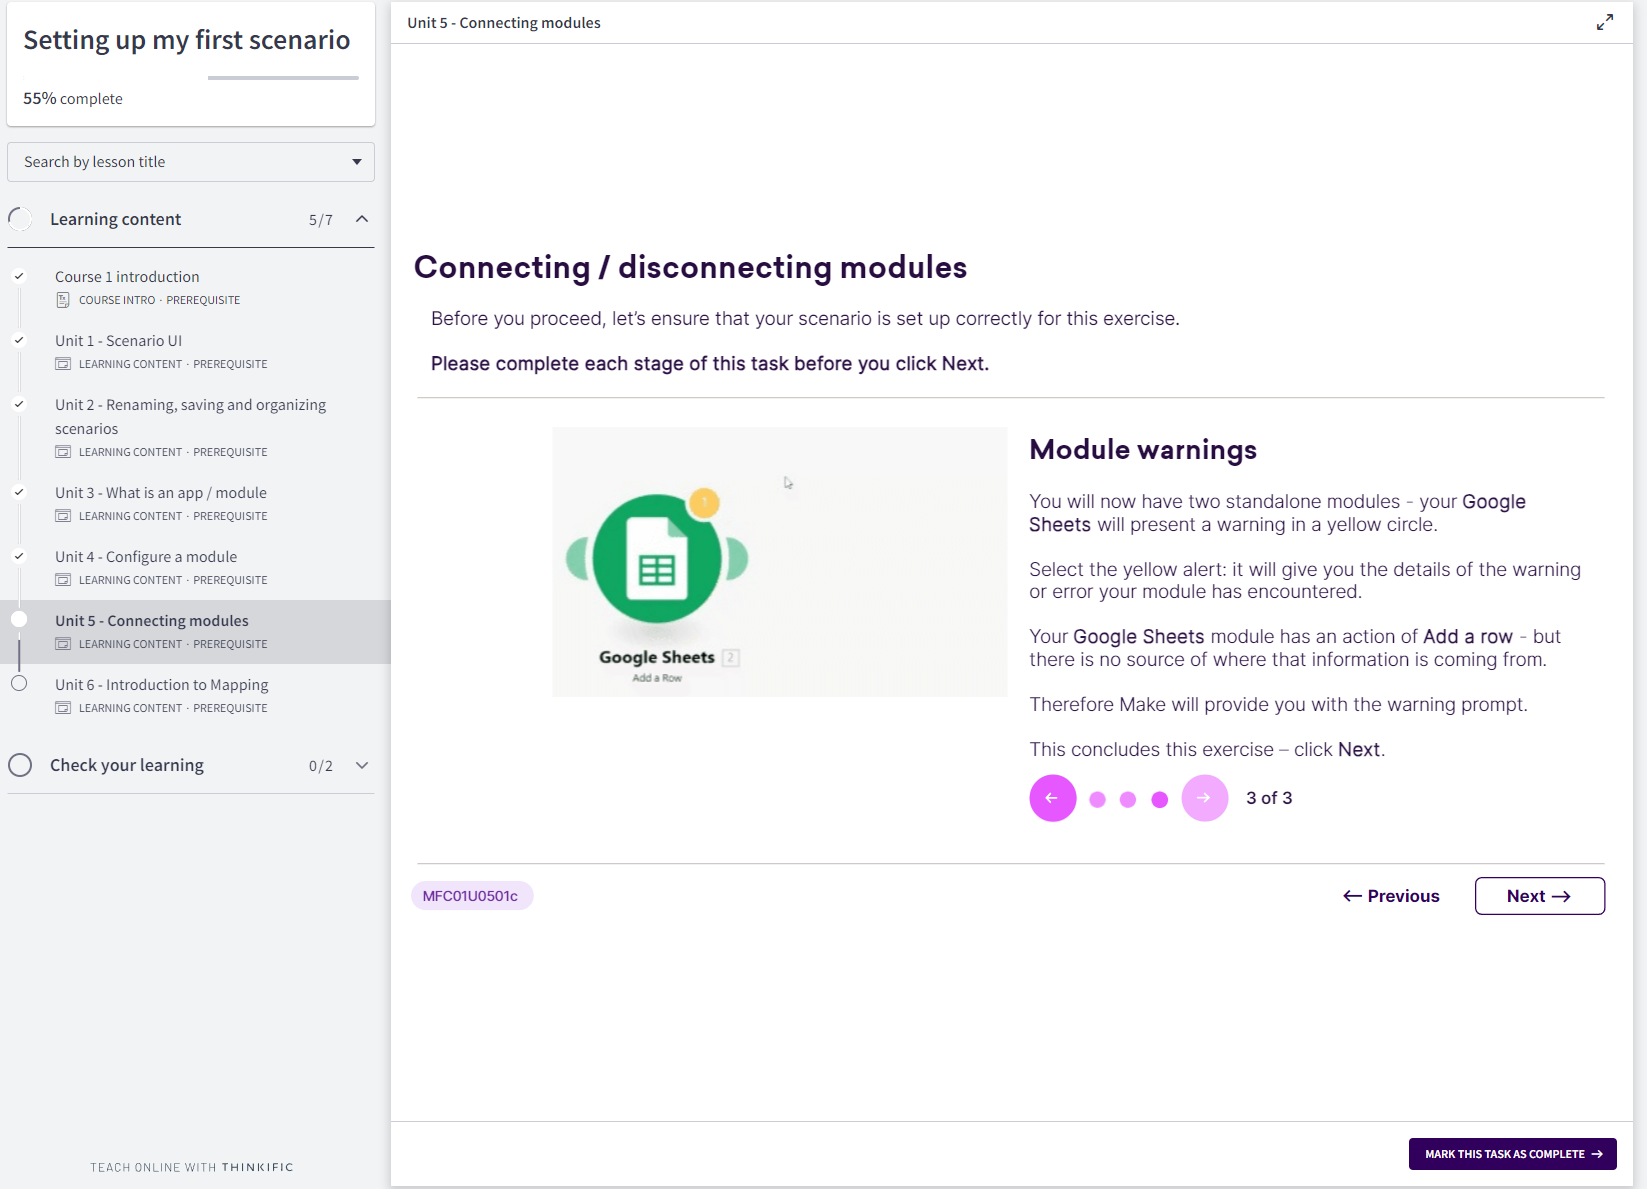 Setting up my first scenario
55% complete
Search by lesson title
Learning content 5/7
Course 1 introduction
COURSE INTRO · PREREQUISITE
Unit 1 - Scenario UI
LEARNING CONTENT · PREREQUISITE
Unit 2 - Renaming, saving and organizing
scenarios
LEARNING CONTENT · PREREQUISITE
Unit 3 - What is an app / module
LEARNING CONTENT · PREREQUISITE
Unit 4 - Configure a module
LEARNING CONTENT · PREREQUISITE
Unit 5 - Connecting modules
LEARNING CONTENT · PREREQUISITE
Unit 6 - Introduction to Mapping
LEARNING CONTENT · PREREQUISITE
Check your learning 0/2
TEACH ONLINE WITH THINKIFIC
Unit 5 - Connecting modules
Connecting / disconnecting modules
Before you proceed, let’s ensure that your scenario is set up correctly for this exercise.
Please complete each stage of this task before you click Next.
1
Google Sheets 2
Add a Row
Module warnings
You will now have two standalone modules - your Google
Sheets will present a warning in a yellow circle.
Select the yellow alert: it will give you the details of the warning
or error your module has encountered.
Your Google Sheets module has an action of Add a row - but
there is no source of where that information is coming from.
Therefore Make will provide you with the warning prompt.
This concludes this exercise – click Next.
← → 3 of 3
MFC01U0501c
← Previous
Next →
MARK THIS TASK AS COMPLETE →